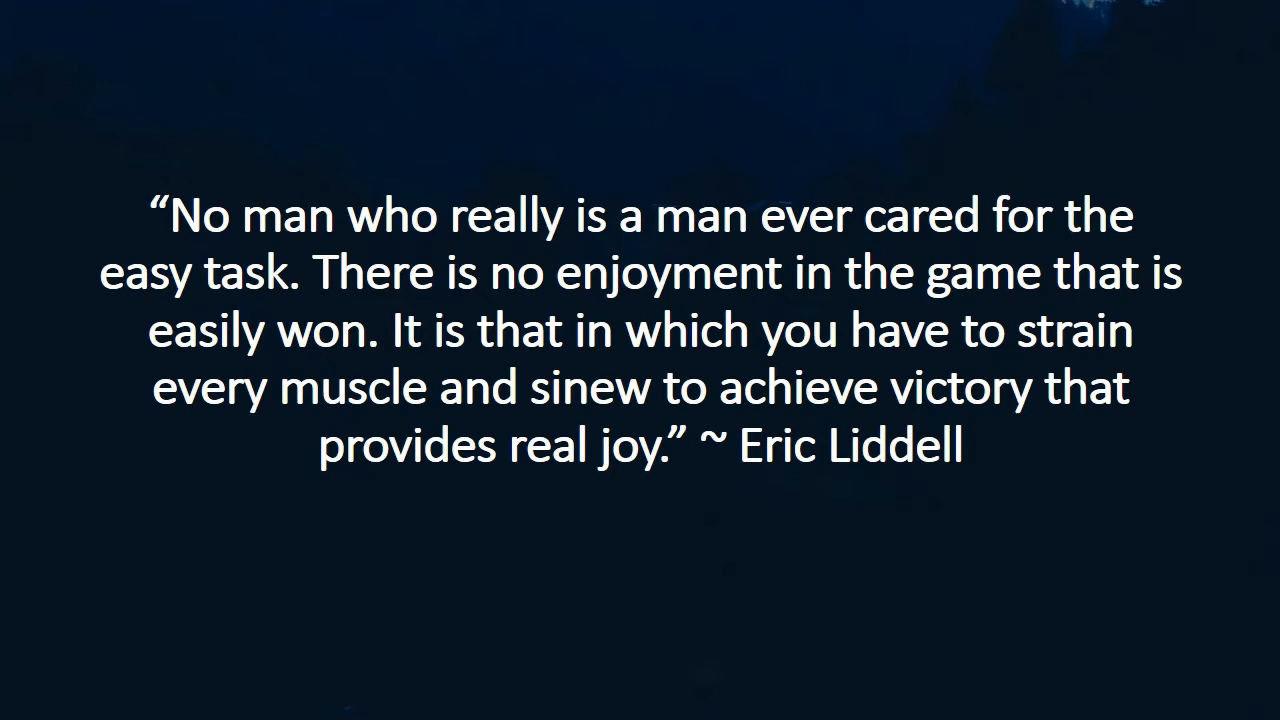 “No man who really is a man ever cared for the
easy task. There is no enjoyment in the game that is
easily won. It is that in which you have to strain
every muscle and sinew to achieve victory that
provides real joy.” ~ Eric Liddell